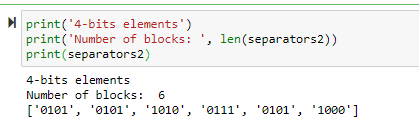 print('4-bits elements')
print('Number of blocks: ', len(separators2))
print(separators2)
4-bits elements
Number of blocks:  6
['0101', '0101', '1010', '0111', '0101', '1000']